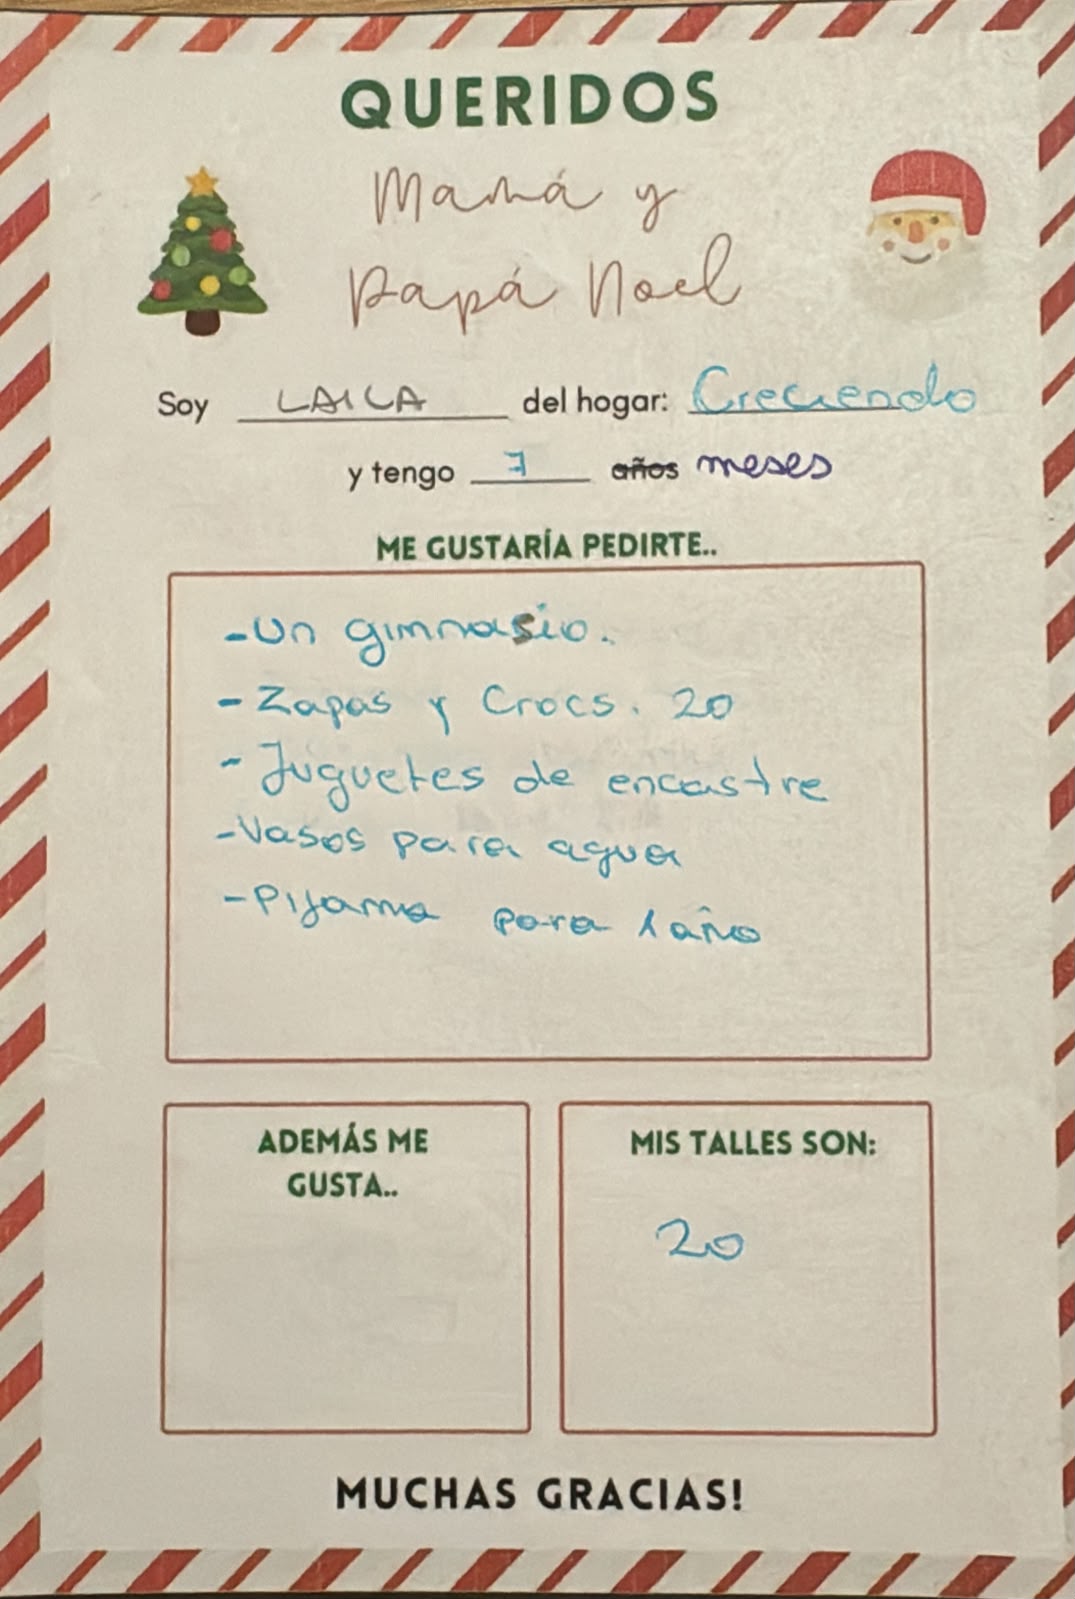 QUERIDOS
Mamá y
Papá Noel
Soy LAILA del hogar: Creciendo
y tengo 7 años meses
ME GUSTARÍA PEDIRTE..
-Un gimnasio.
-Zapas y Crocs. 20
-Juguetes de encastre
-Vasos para agua
-Pijama para 1 año
ADEMÁS ME
GUSTA..
MIS TALLES SON:
20
MUCHAS GRACIAS!